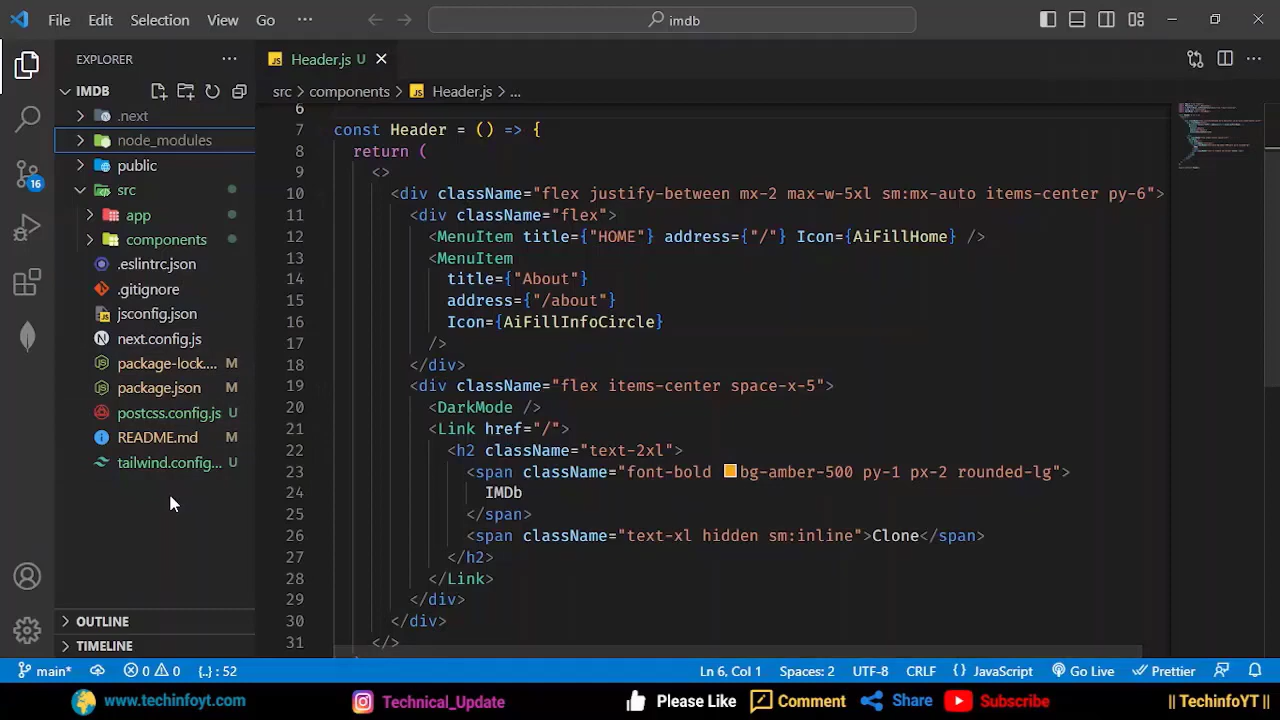 File Edit Selection View Go ···
imdb
EXPLORER ···
IMDB
.next
node_modules
public
src
app
components
.eslintrc.json
.gitignore
jsconfig.json
next.config.js
package-lock.... M
package.json M
postcss.config.js U
README.md M
tailwind.config... U
OUTLINE
TIMELINE
16
JS Header.js U
src > components > JS Header.js > ...
6
7 const Header = () => {
8 return (
9 <>
10 <div className="flex justify-between mx-2 max-w-5xl sm:mx-auto items-center py-6">
11 <div className="flex">
12 <MenuItem title={"HOME"} address={"/"} Icon={AiFillHome} />
13 <MenuItem
14 title={"About"}
15 address={"/about"}
16 Icon={AiFillInfoCircle}
17 />
18 </div>
19 <div className="flex items-center space-x-5">
20 <DarkMode />
21 <Link href="/">
22 <h2 className="text-2xl">
23 <span className="font-bold bg-amber-500 py-1 px-2 rounded-lg">
24 IMDb
25 </span>
26 <span className="text-xl hidden sm:inline">Clone</span>
27 </h2>
28 </Link>
29 </div>
30 </div>
31 </>
main* 0 0 {..} : 52 Ln 6, Col 1 Spaces: 2 UTF-8 CRLF {} JavaScript Go Live Prettier
www.techinfoyt.com Technical_Update Please Like Comment Share Subscribe || TechinfoYT ||